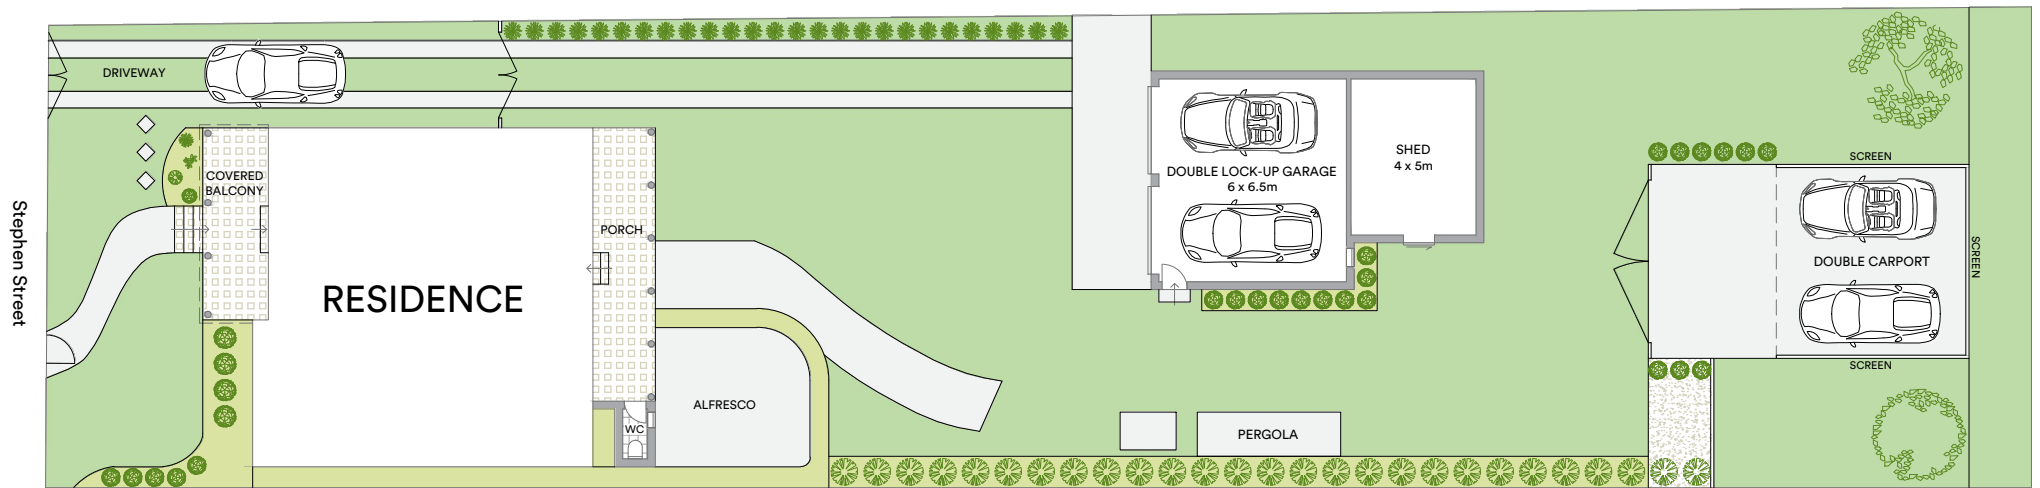 Stephen Street
DRIVEWAY
COVERED
BALCONY
RESIDENCE
PORCH
WC
ALFRESCO
DOUBLE LOCK-UP GARAGE
6 x 6.5m
SHED
4 x 5m
PERGOLA
SCREEN
DOUBLE CARPORT
SCREEN
SCREEN